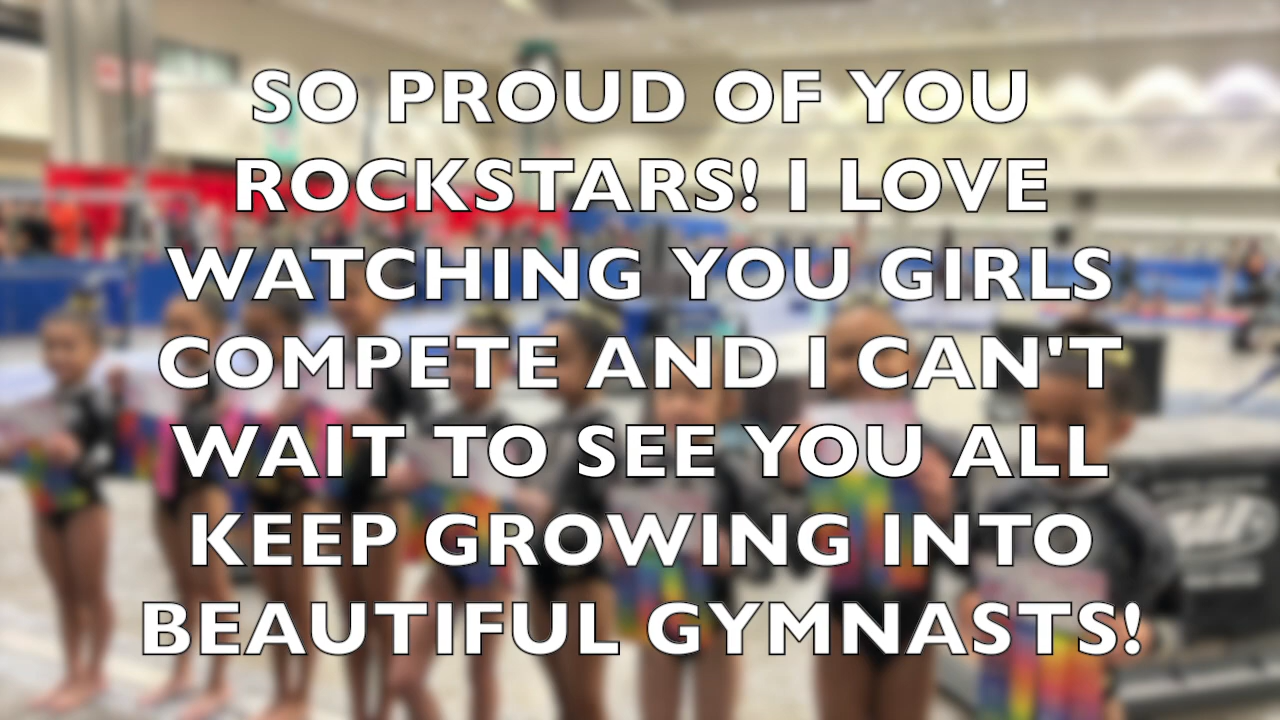 SO PROUD OF YOU
ROCKSTARS! I LOVE
WATCHING YOU GIRLS
COMPETE AND I CAN'T
WAIT TO SEE YOU ALL
KEEP GROWING INTO
BEAUTIFUL GYMNASTS!